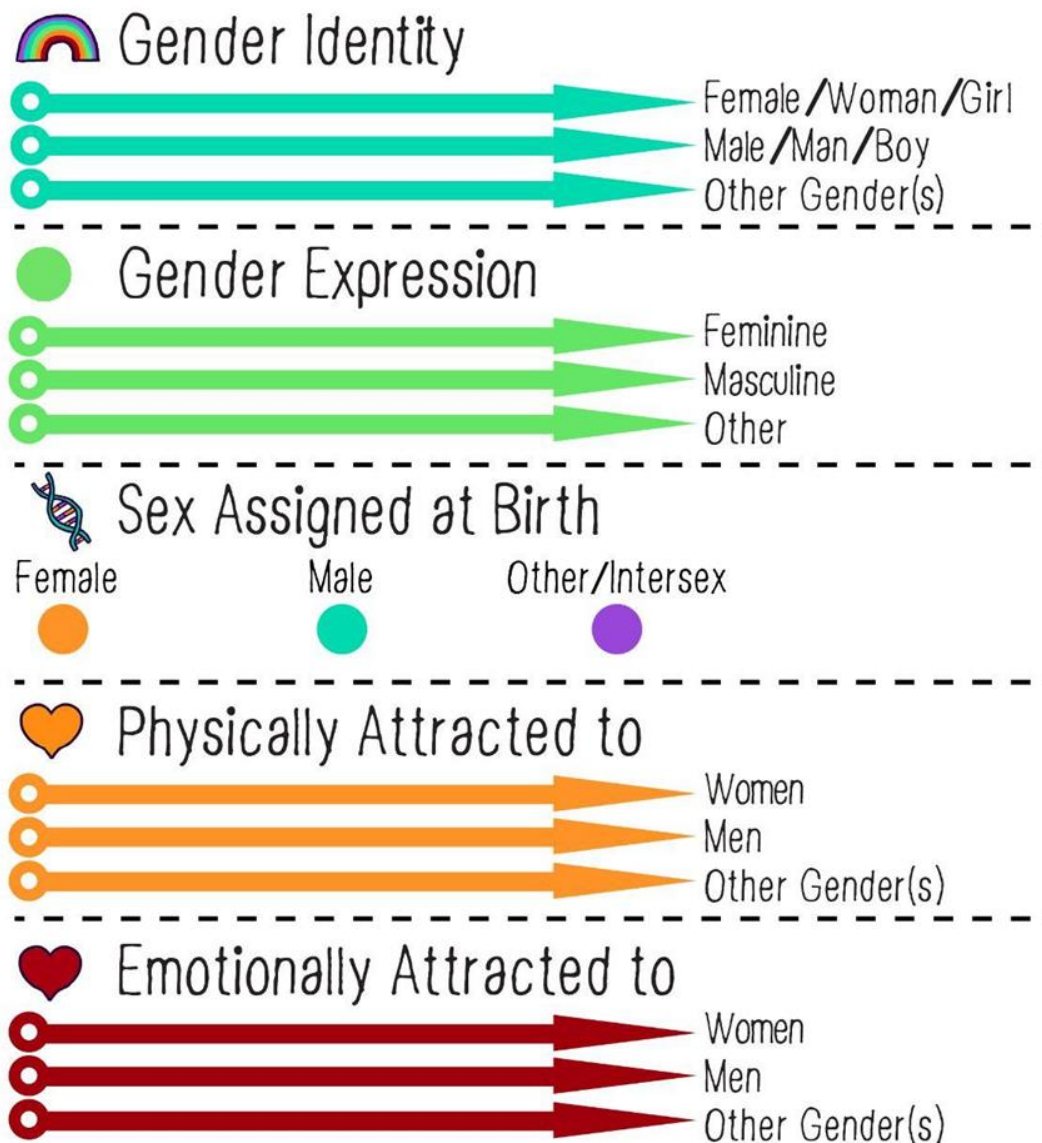 Gender Identity
Female/Woman/Girl
Male/Man/Boy
Other Gender(s)
Gender Expression
Feminine
Masculine
Other
Sex Assigned at Birth
Female Male Other/Intersex
Physically Attracted to
Women
Men
Other Gender(s)
Emotionally Attracted to
Women
Men
Other Gender(s)